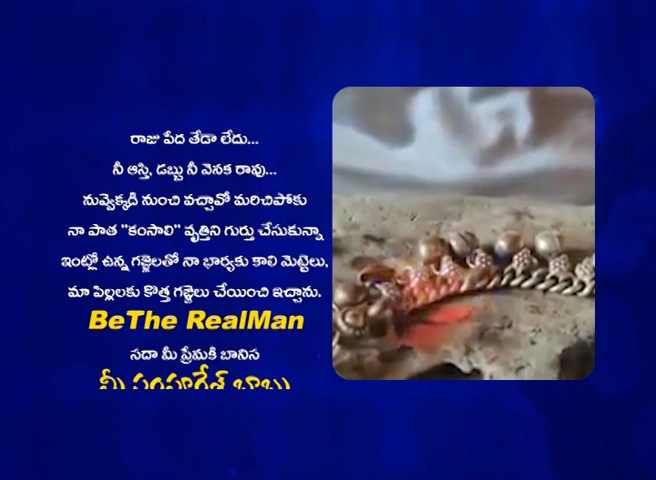 రాజు పేద తేడా లేదు...
నీ ఆస్తి, డబ్బు నీ వెనక రావు...
నువ్వెక్కడి నుంచి వచ్చావో మరిచిపోకు
నా పాత "కంసాలి" వృత్తిని గుర్తు చేసుకున్నా
ఇంట్లో ఉన్న గజ్జెలతో నా భార్యకు కాలి మెట్టెలు,
మా పిల్లలకు కొత్త గజ్జెలు చేయించి ఇచ్చాను.
BeThe RealMan
సదా మీ ప్రేమకి బానిస
మీ సంపూర్ణేష్ బాబు